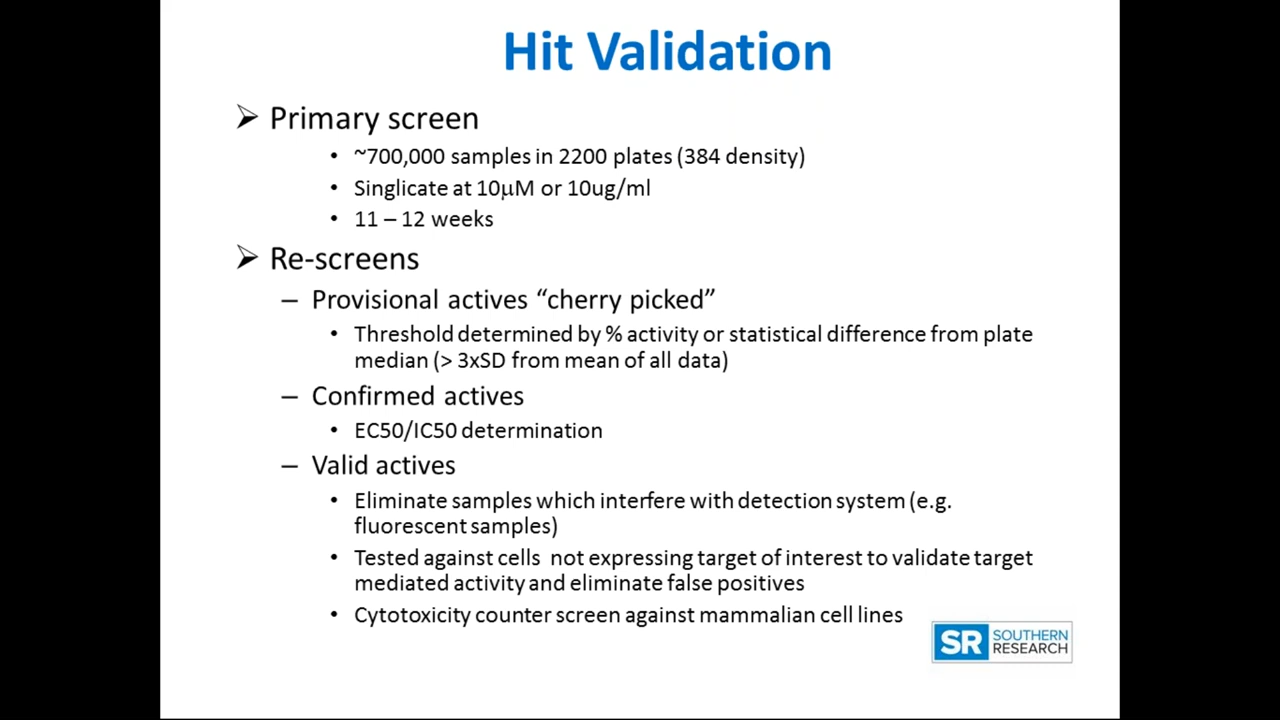 Hit Validation
➢ Primary screen
• ~700,000 samples in 2200 plates (384 density)
• Singlicate at 10μM or 10ug/ml
• 11 – 12 weeks
➢ Re-screens
– Provisional actives “cherry picked”
• Threshold determined by % activity or statistical difference from plate
median (> 3xSD from mean of all data)
– Confirmed actives
• EC50/IC50 determination
– Valid actives
• Eliminate samples which interfere with detection system (e.g.
fluorescent samples)
• Tested against cells not expressing target of interest to validate target
mediated activity and eliminate false positives
• Cytotoxicity counter screen against mammalian cell lines
SR SOUTHERN
RESEARCH